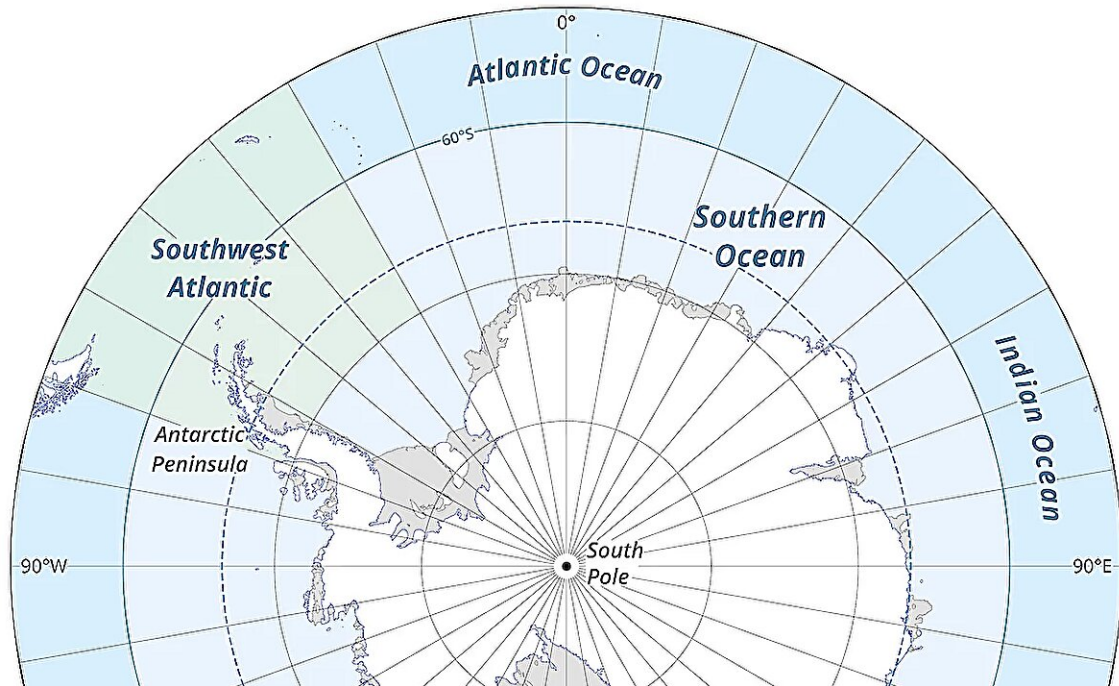 0°
Atlantic Ocean
60°S
Southern
Ocean
Southwest
Atlantic
Indian Ocean
Antarctic
Peninsula
South
Pole
90°W
90°E